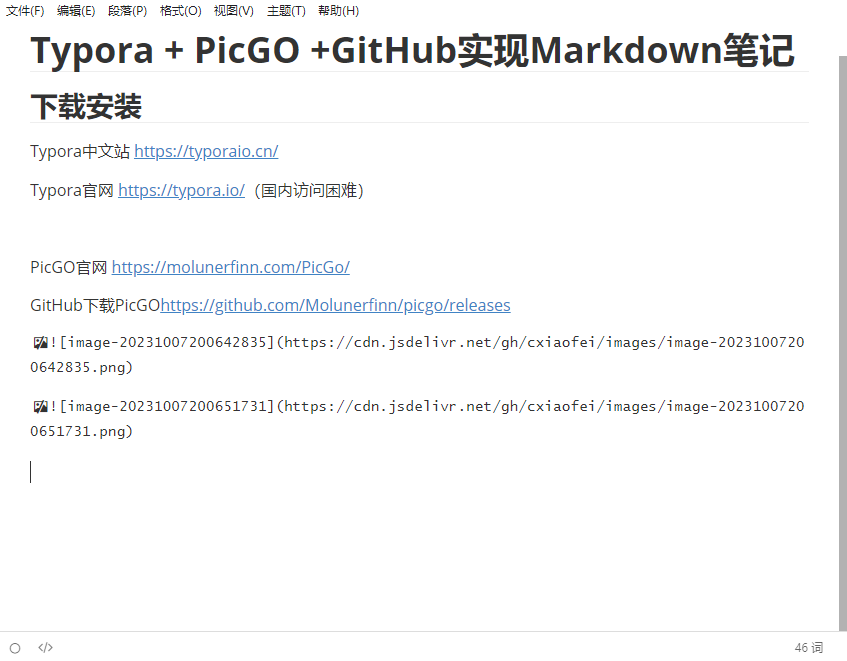 文件(F) 编辑(E) 段落(P) 格式(O) 视图(V) 主题(T) 帮助(H)
Typora + PicGO +GitHub实现Markdown笔记
下载安装
Typora中文站 https://typoraio.cn/
Typora官网 https://typora.io/（国内访问困难）
PicGO官网 https://molunerfinn.com/PicGo/
GitHub下载PicGOhttps://github.com/Molunerfinn/picgo/releases
![image-20231007200642835](https://cdn.jsdelivr.net/gh/cxiaofei/images/image-2023100720
0642835.png)
![image-20231007200651731](https://cdn.jsdelivr.net/gh/cxiaofei/images/image-2023100720
0651731.png)
</> 46 词